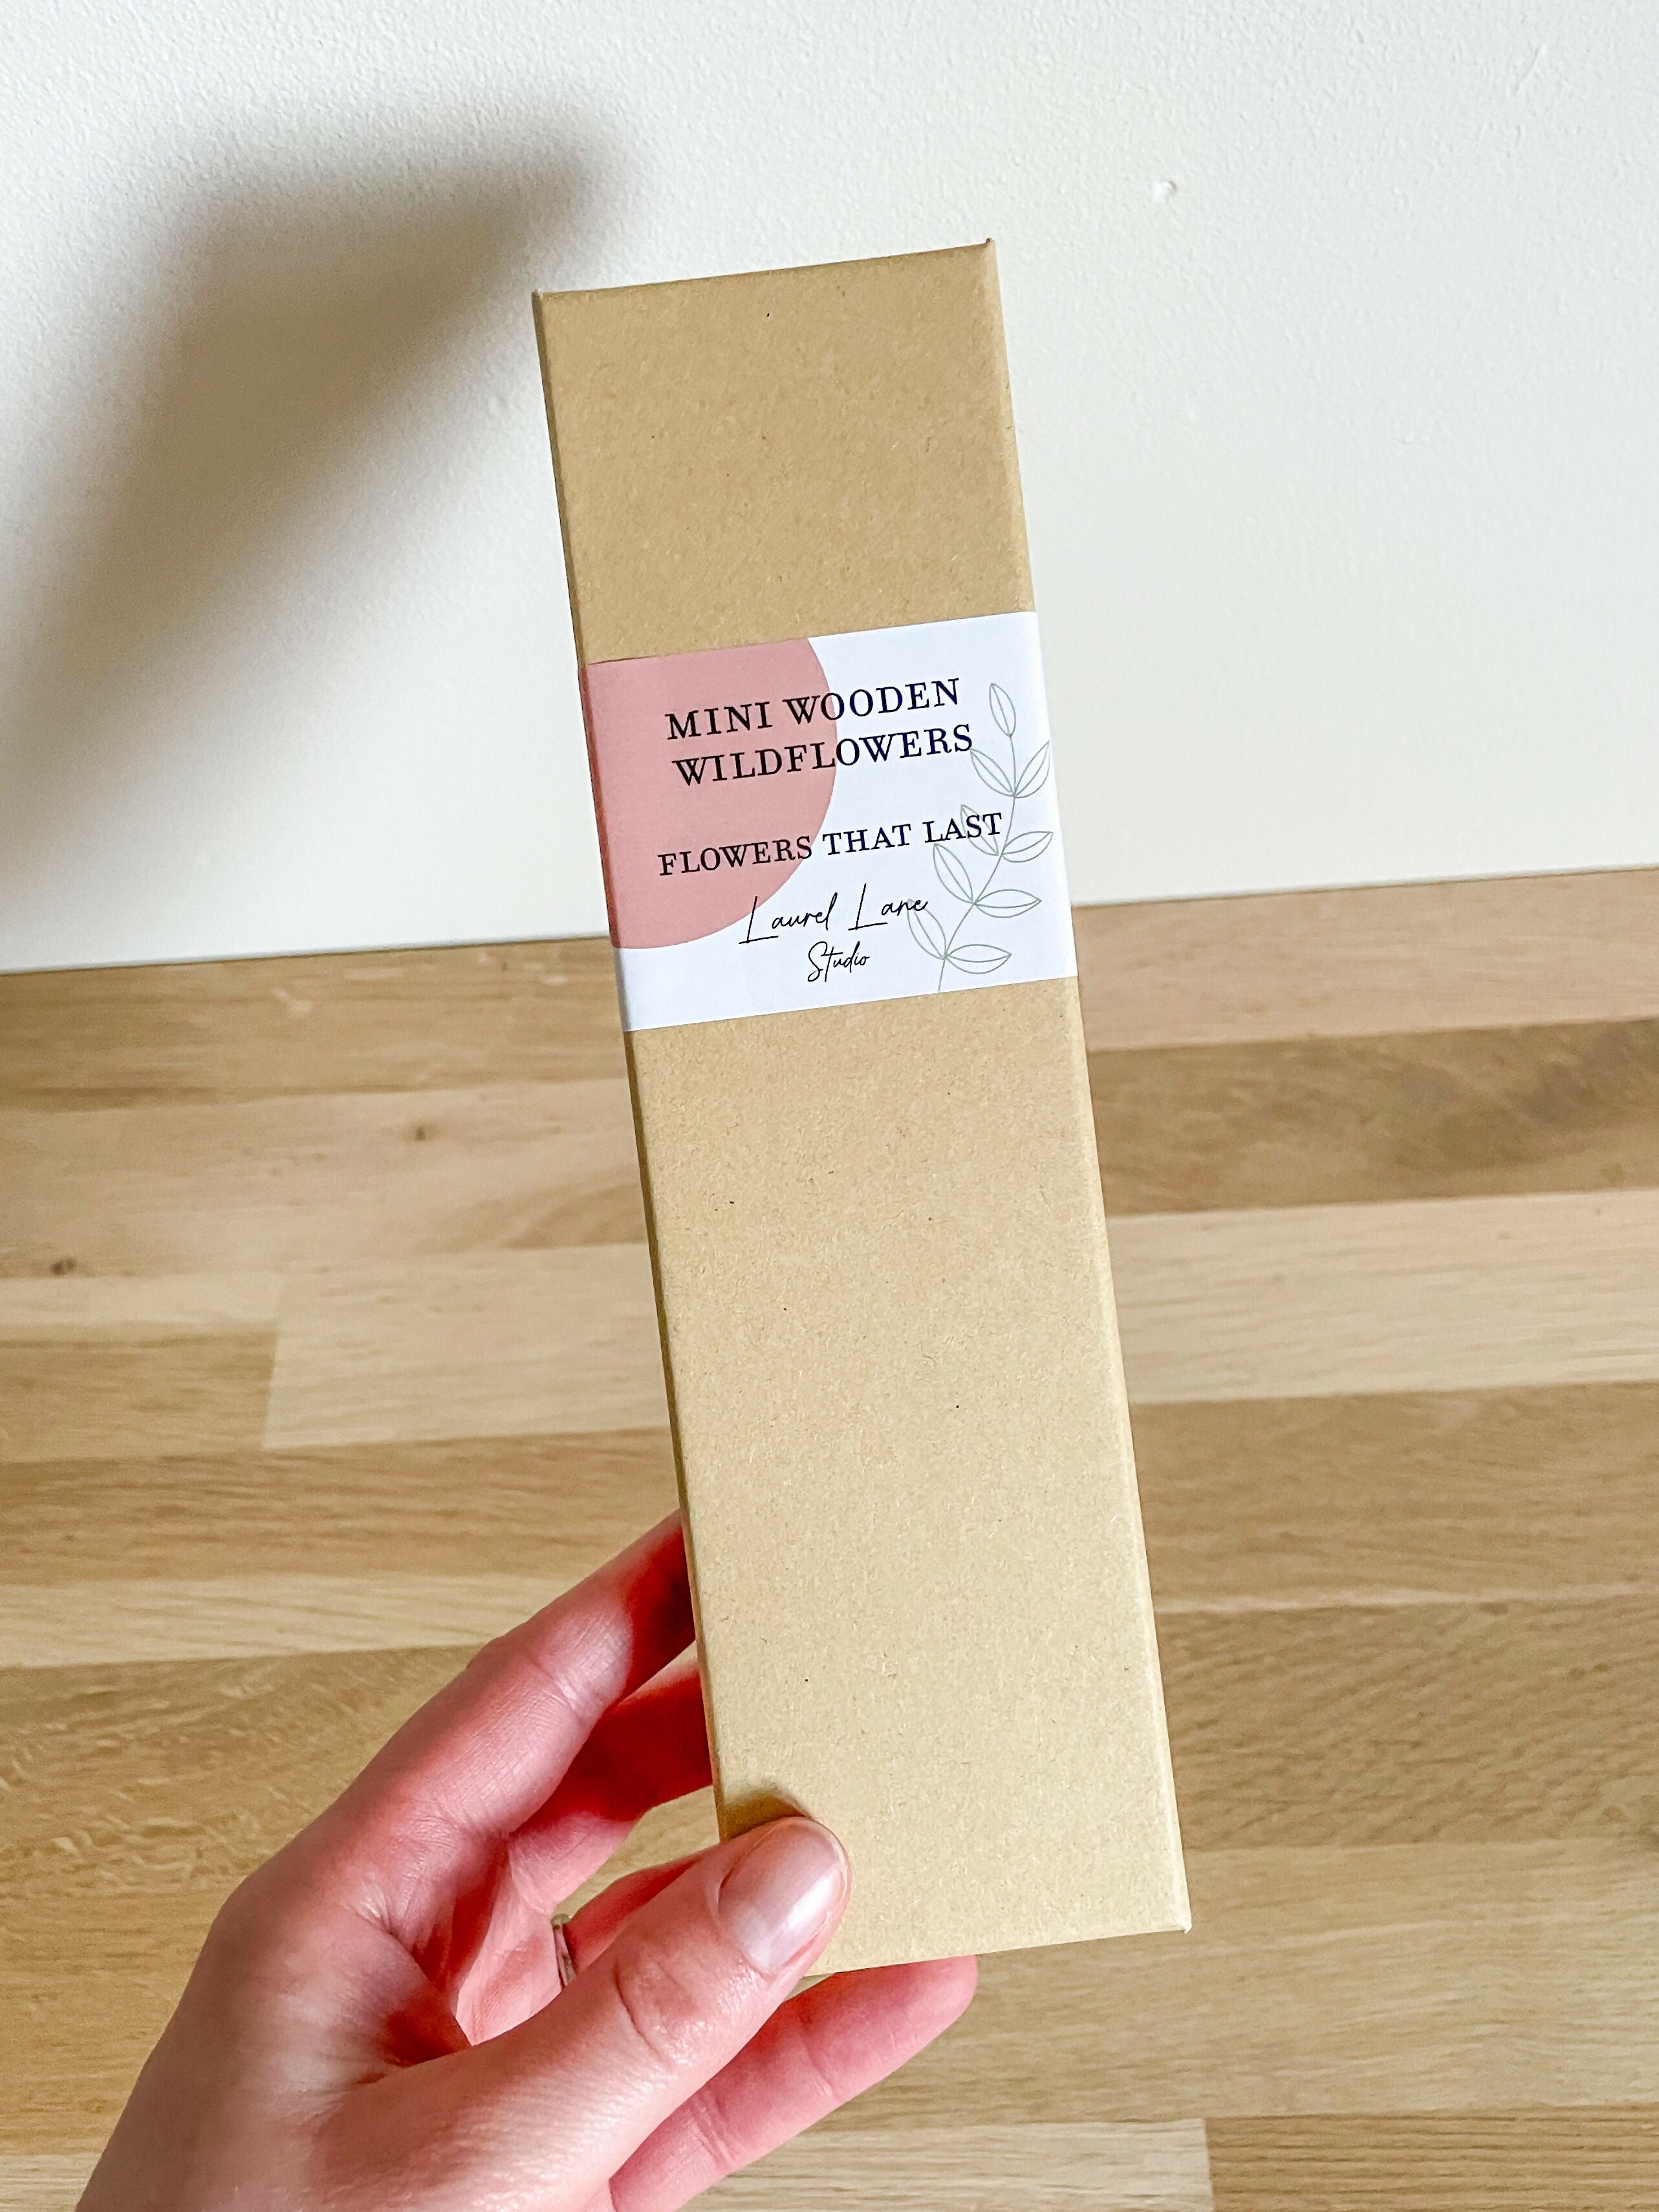 MINI WOODEN
WILDFLOWERS
FLOWERS THAT LAST
Laurel Lane
Studio